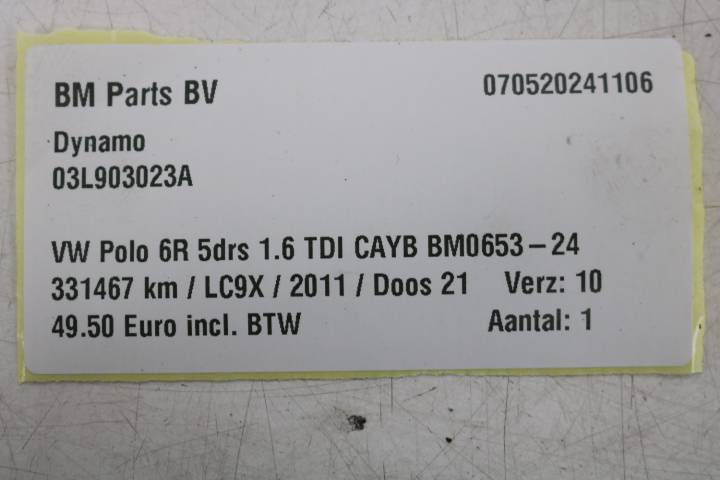 BM Parts BV 070520241106
Dynamo
03L903023A
VW Polo 6R 5drs 1.6 TDI CAYB BM0653-24
331467 km / LC9X / 2011 / Doos 21 Verz: 10
49.50 Euro incl. BTW Aantal: 1